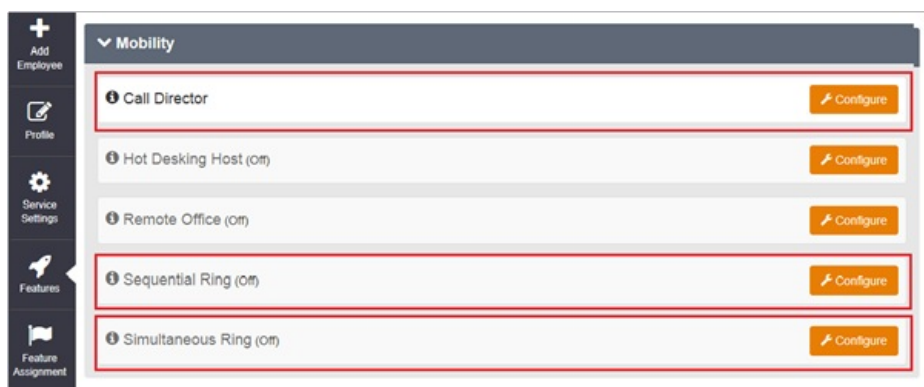 Add
Employee
Profile
Service
Settings
Features
Feature
Assignment
Mobility
Call Director
Configure
Hot Desking Host (Off)
Configure
Remote Office (Off)
Configure
Sequential Ring (Off)
Configure
Simultaneous Ring (Off)
Configure